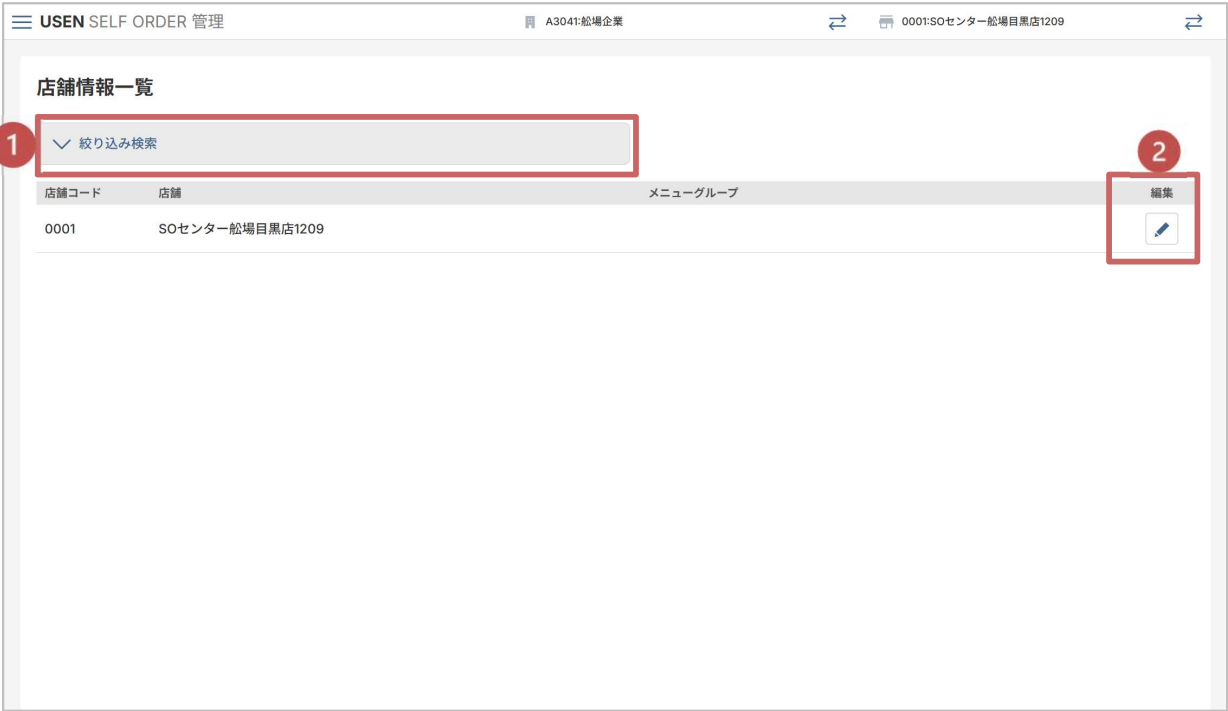 USEN SELF ORDER 管理
A3041:舩場企業
0001:SOセンター舩場目黒店1209
店舗情報一覧
1
絞り込み検索
2
店舗コード 店舗 メニューグループ 編集
0001 SOセンター舩場目黒店1209